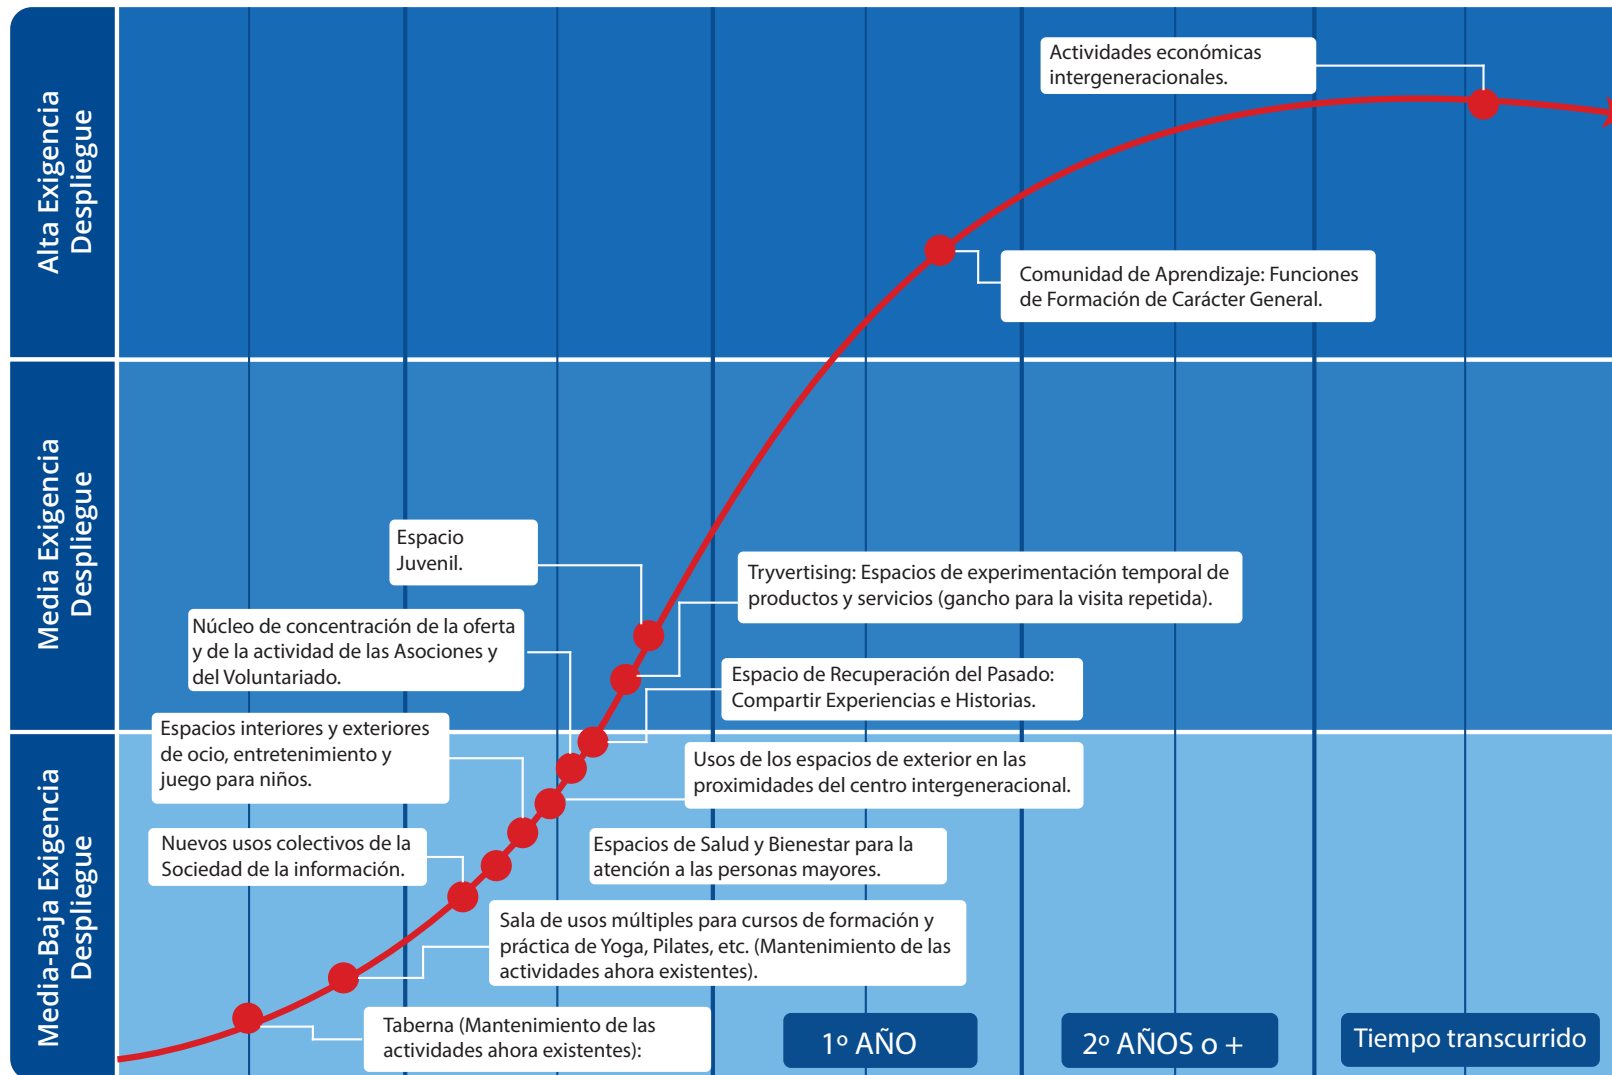 Alta Exigencia
Despliegue
Media Exigencia
Despliegue
Media-Baja Exigencia
Despliegue
Actividades económicas
intergeneracionales.
Comunidad de Aprendizaje: Funciones
de Formación de Carácter General.
Espacio
Juvenil.
Tryvertising: Espacios de experimentación temporal de
productos y servicios (gancho para la visita repetida).
Núcleo de concentración de la oferta
y de la actividad de las Asociones y
del Voluntariado.
Espacio de Recuperación del Pasado:
Compartir Experiencias e Historias.
Espacios interiores y exteriores
de ocio, entretenimiento y
juego para niños.
Usos de los espacios de exterior en las
proximidades del centro intergeneracional.
Nuevos usos colectivos de la
Sociedad de la información.
Espacios de Salud y Bienestar para la
atención a las personas mayores.
Sala de usos múltiples para cursos de formación y
práctica de Yoga, Pilates, etc. (Mantenimiento de las
actividades ahora existentes).
Taberna (Mantenimiento de las
actividades ahora existentes):
1º AÑO
2º AÑOS o +
Tiempo transcurrido